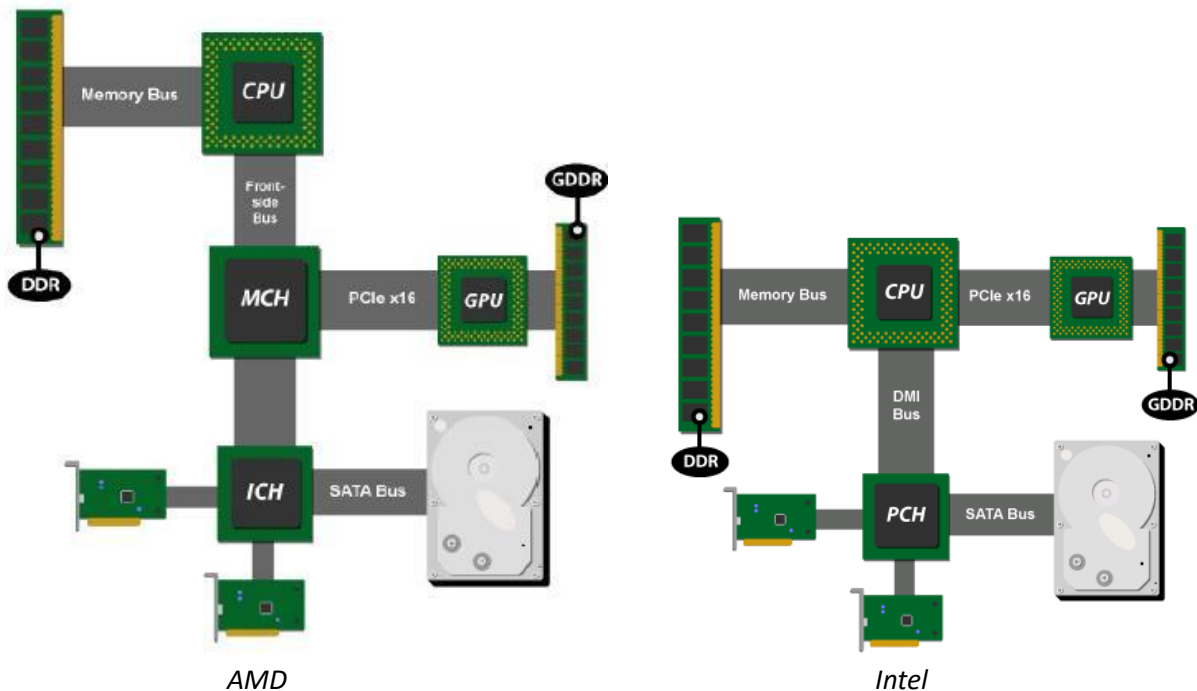 CPU
Memory Bus
Front-
side
Bus
GDDR
DDR
MCH
PCIe x16
GPU
ICH
SATA Bus
AMD
Memory Bus
CPU
PCIe x16
GPU
DMI
Bus
GDDR
DDR
PCH
SATA Bus
Intel